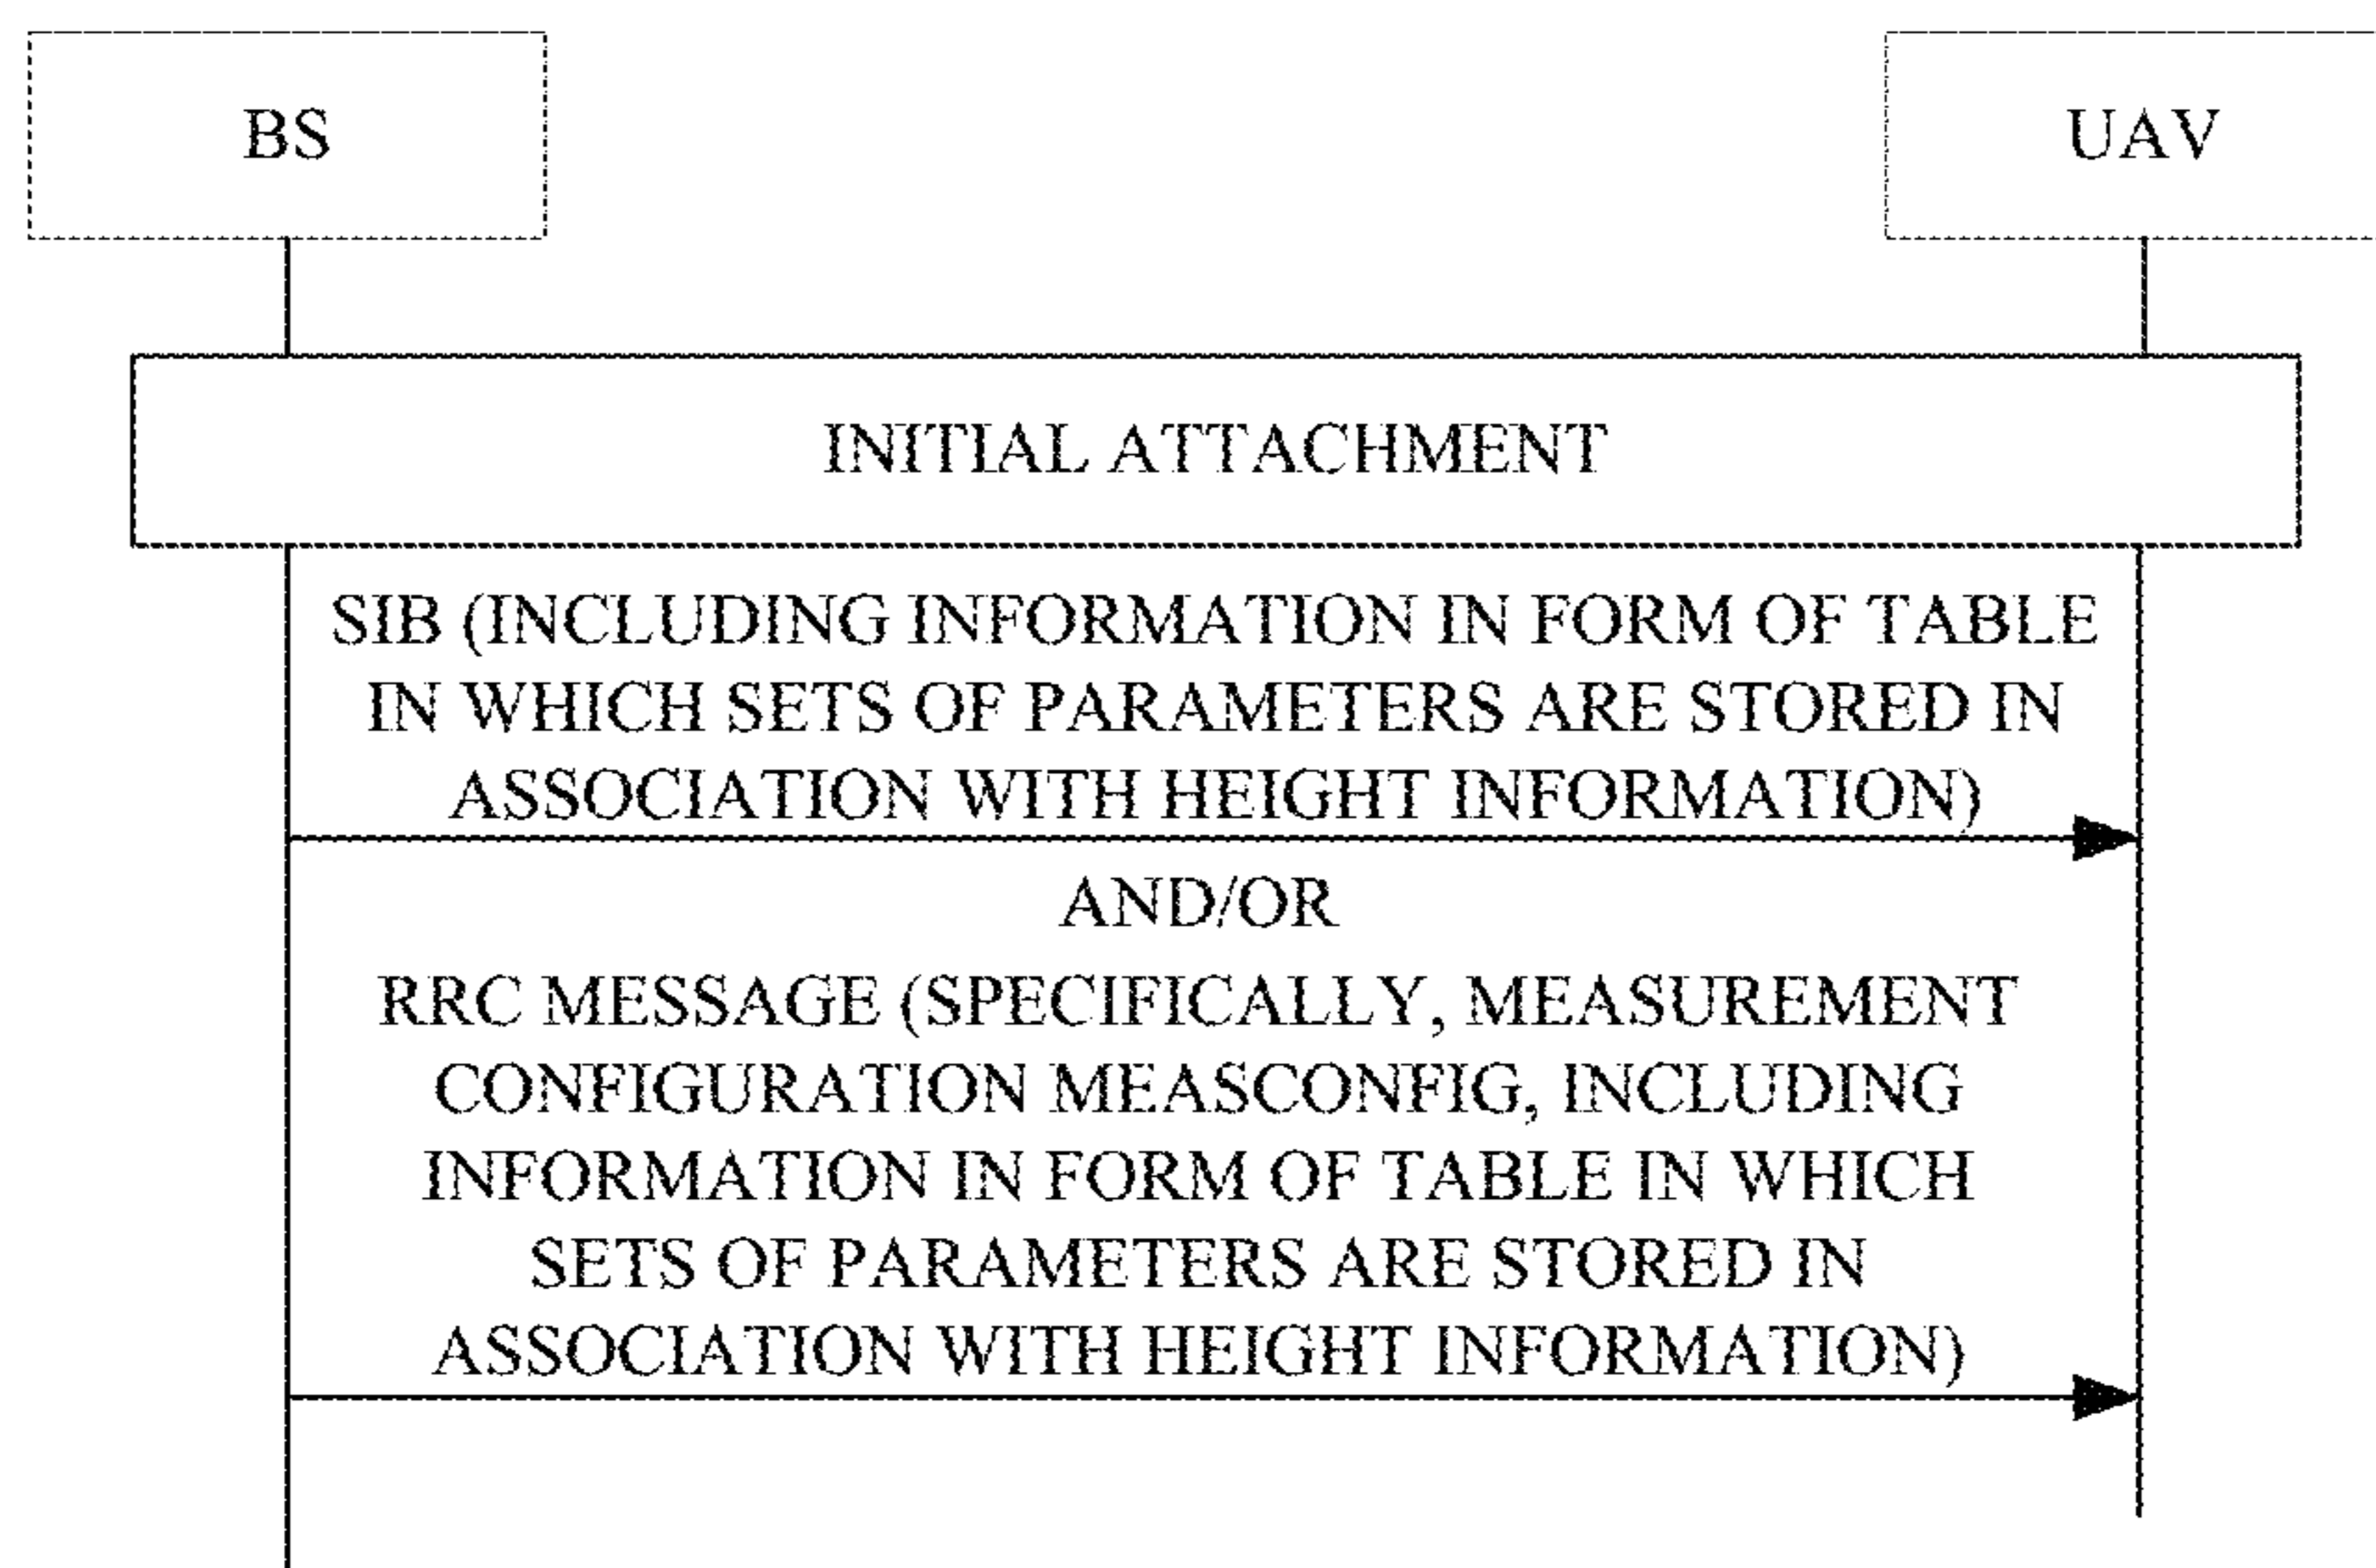 BS
UAV
INITIAL ATTACHMENT
SIB (INCLUDING INFORMATION IN FORM OF TABLE
IN WHICH SETS OF PARAMETERS ARE STORED IN
ASSOCIATION WITH HEIGHT INFORMATION)
AND/OR
RRC MESSAGE (SPECIFICALLY, MEASUREMENT
CONFIGURATION MEASCONFIG, INCLUDING
INFORMATION IN FORM OF TABLE IN WHICH
SETS OF PARAMETERS ARE STORED IN
ASSOCIATION WITH HEIGHT INFORMATION)